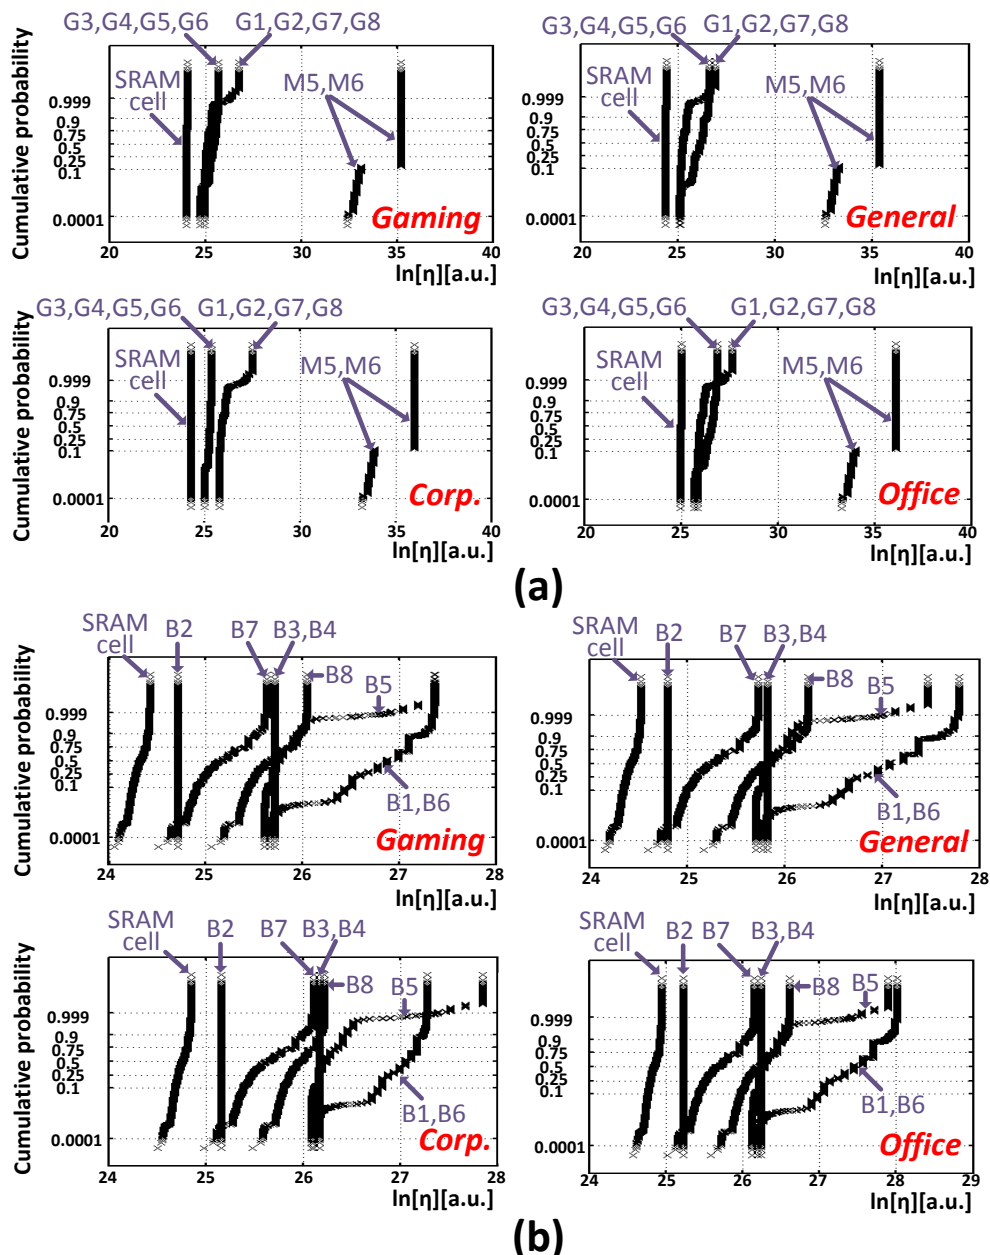 G3,G4,G5,G6 G1,G2,G7,G8
Cumulative probability
SRAM cell
M5,M6
0.999
0.9
0.75
0.5
0.25
0.1
0.0001
Gaming
20 25 30 35 40
ln[η][a.u.]
G3,G4,G5,G6 G1,G2,G7,G8
SRAM cell
M5,M6
0.999
0.9
0.75
0.5
0.25
0.1
0.0001
General
20 25 30 35 40
ln[η][a.u.]
G3,G4,G5,G6 G1,G2,G7,G8
Cumulative probability
SRAM cell
M5,M6
0.999
0.9
0.75
0.5
0.25
0.1
0.0001
Corp.
20 25 30 35 40
ln[η][a.u.]
G3,G4,G5,G6 G1,G2,G7,G8
SRAM cell
M5,M6
0.999
0.9
0.75
0.5
0.25
0.1
0.0001
Office
20 25 30 35 40
ln[η][a.u.]
(a)
SRAM cell B2 B7 B3,B4
Cumulative probability
B8
B5
0.999
0.9
0.75
0.5
0.25
0.1
0.0001
B1,B6
Gaming
24 25 26 27 28
ln[η][a.u.]
SRAM cell B2 B7 B3,B4
B8
B5
0.999
0.9
0.75
0.5
0.25
0.1
0.0001
B1,B6
General
24 25 26 27 28
ln[η][a.u.]
SRAM cell B2 B7 B3,B4
Cumulative probability
B8
B5
0.999
0.9
0.75
0.5
0.25
0.1
0.0001
B1,B6
Corp.
24 25 26 27 28
ln[η][a.u.]
SRAM cell B2 B7 B3,B4
B8
B5
0.999
0.9
0.75
0.5
0.25
0.1
0.0001
B1,B6
Office
24 25 26 27 28 29
ln[η][a.u.]
(b)